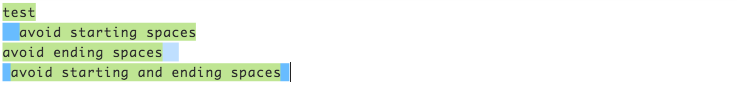 test
  avoid starting spaces
avoid ending spaces  
 avoid starting and ending spaces